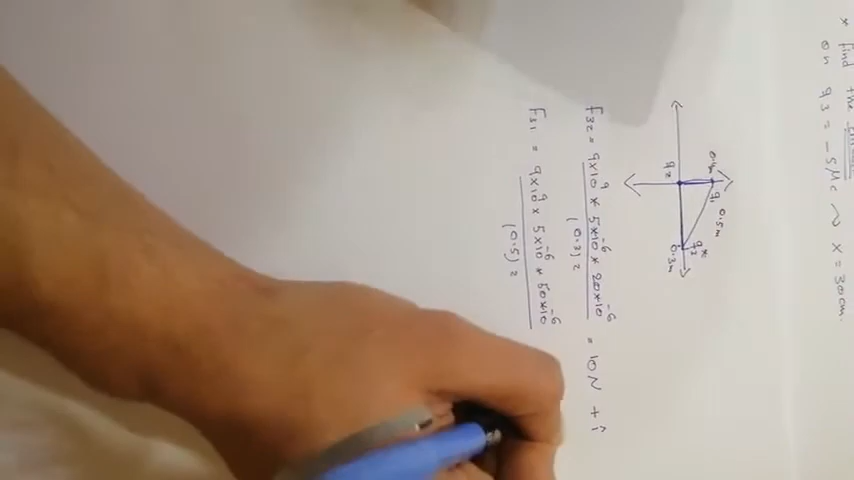 * find the
on q3 = -5μc ~ x = 30cm.
0.4m
q1
0.5m
q2
q3
0.3m
F32 = 9×10^9 * 5*10^-6 * 20*10^-6 / (0.3)2 = 10N + î
F31 = 9×10^9 × 5×10^-6 * 50*10^-6 / (0.5)2